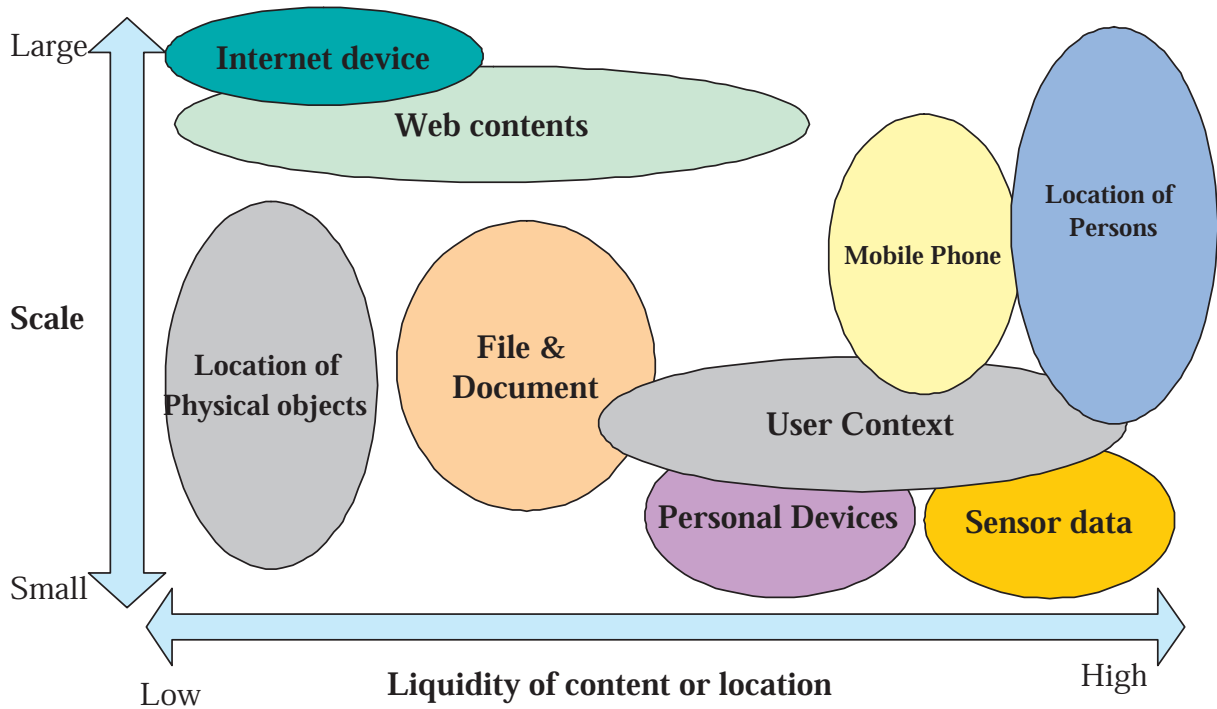 Large
Internet device
Web contents
Location of
Persons
Mobile Phone
Scale
Location of
Physical objects
File &
Document
User Context
Personal Devices
Sensor data
Small
Low
Liquidity of content or location
High